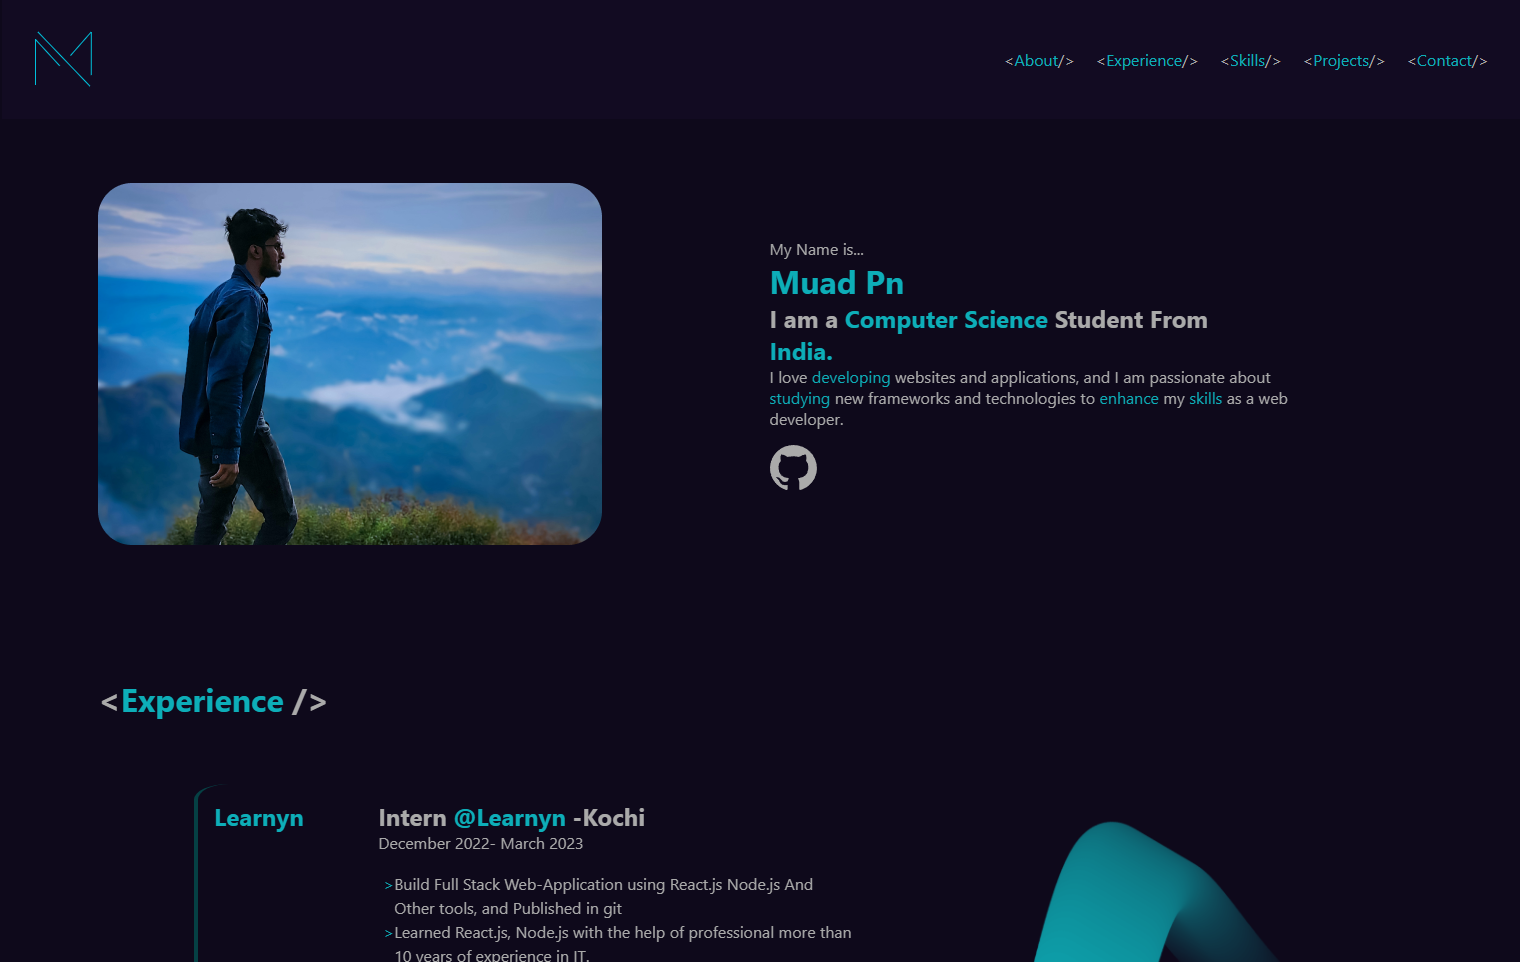 <About/> <Experience/> <Skills/> <Projects/> <Contact/>
My Name is...
Muad Pn
I am a Computer Science Student From
India.
I love developing websites and applications, and I am passionate about
studying new frameworks and technologies to enhance my skills as a web
developer.
<Experience />
Learnyn
Intern @Learnyn -Kochi
December 2022- March 2023
>Build Full Stack Web-Application using React.js Node.js And
Other tools, and Published in git
>Learned React.js, Node.js with the help of professional more than
10 years of experience in IT.